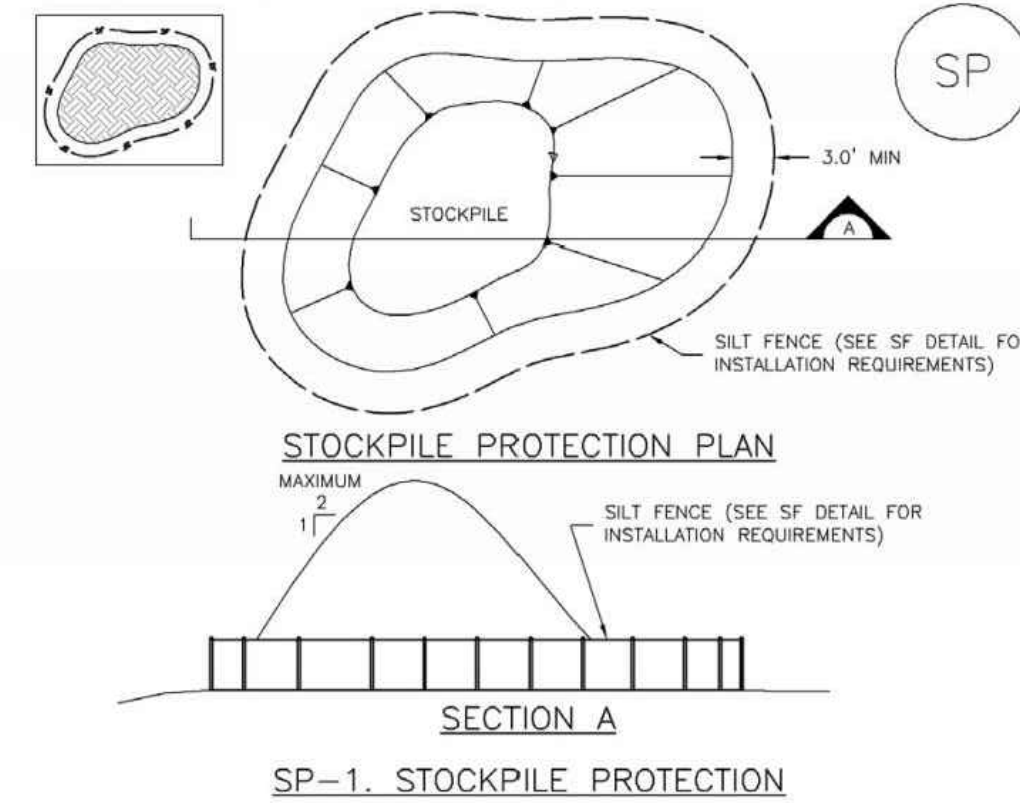 SP
3.0' MIN
STOCKPILE
A
SILT FENCE (SEE SF DETAIL FO
INSTALLATION REQUIREMENTS)
STOCKPILE PROTECTION PLAN
MAXIMUM
2
1
SILT FENCE (SEE SF DETAIL FOR
INSTALLATION REQUIREMENTS)
SECTION A
SP-1. STOCKPILE PROTECTION